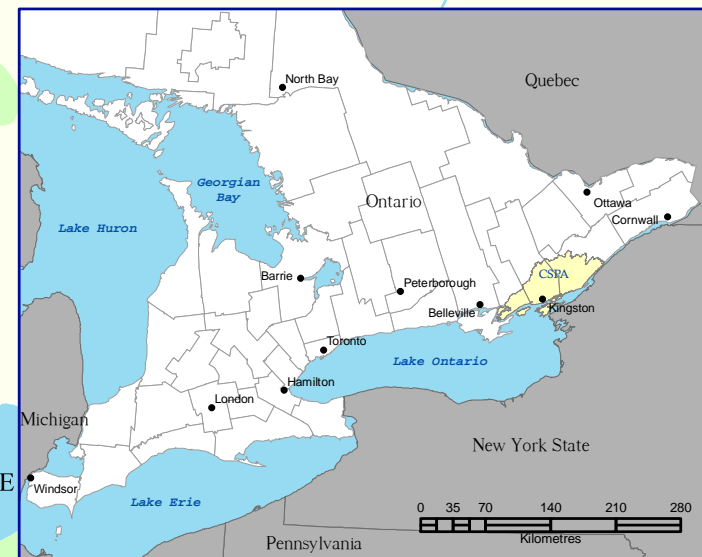 North Bay
Quebec
Georgian
Bay
Ontario
Ottawa
Cornwall
Lake Huron
CSPA
Barrie
Peterborough
Belleville
Kingston
Toronto
Lake Ontario
Hamilton
London
Michigan
New York State
E
Windsor
Lake Erie
0 35 70 140 210 280
Kilometres
Pennsylvania